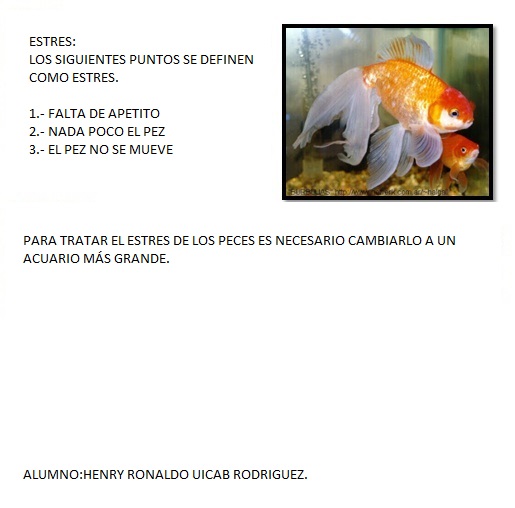 ESTRES:
LOS SIGUIENTES PUNTOS SE DEFINEN
COMO ESTRES.
1.- FALTA DE APETITO
2.- NADA POCO EL PEZ
3.- EL PEZ NO SE MUEVE
PARA TRATAR EL ESTRES DE LOS PECES ES NECESARIO CAMBIARLO A UN
ACUARIO MÁS GRANDE.
ALUMNO:HENRY RONALDO UICAB RODRIGUEZ.